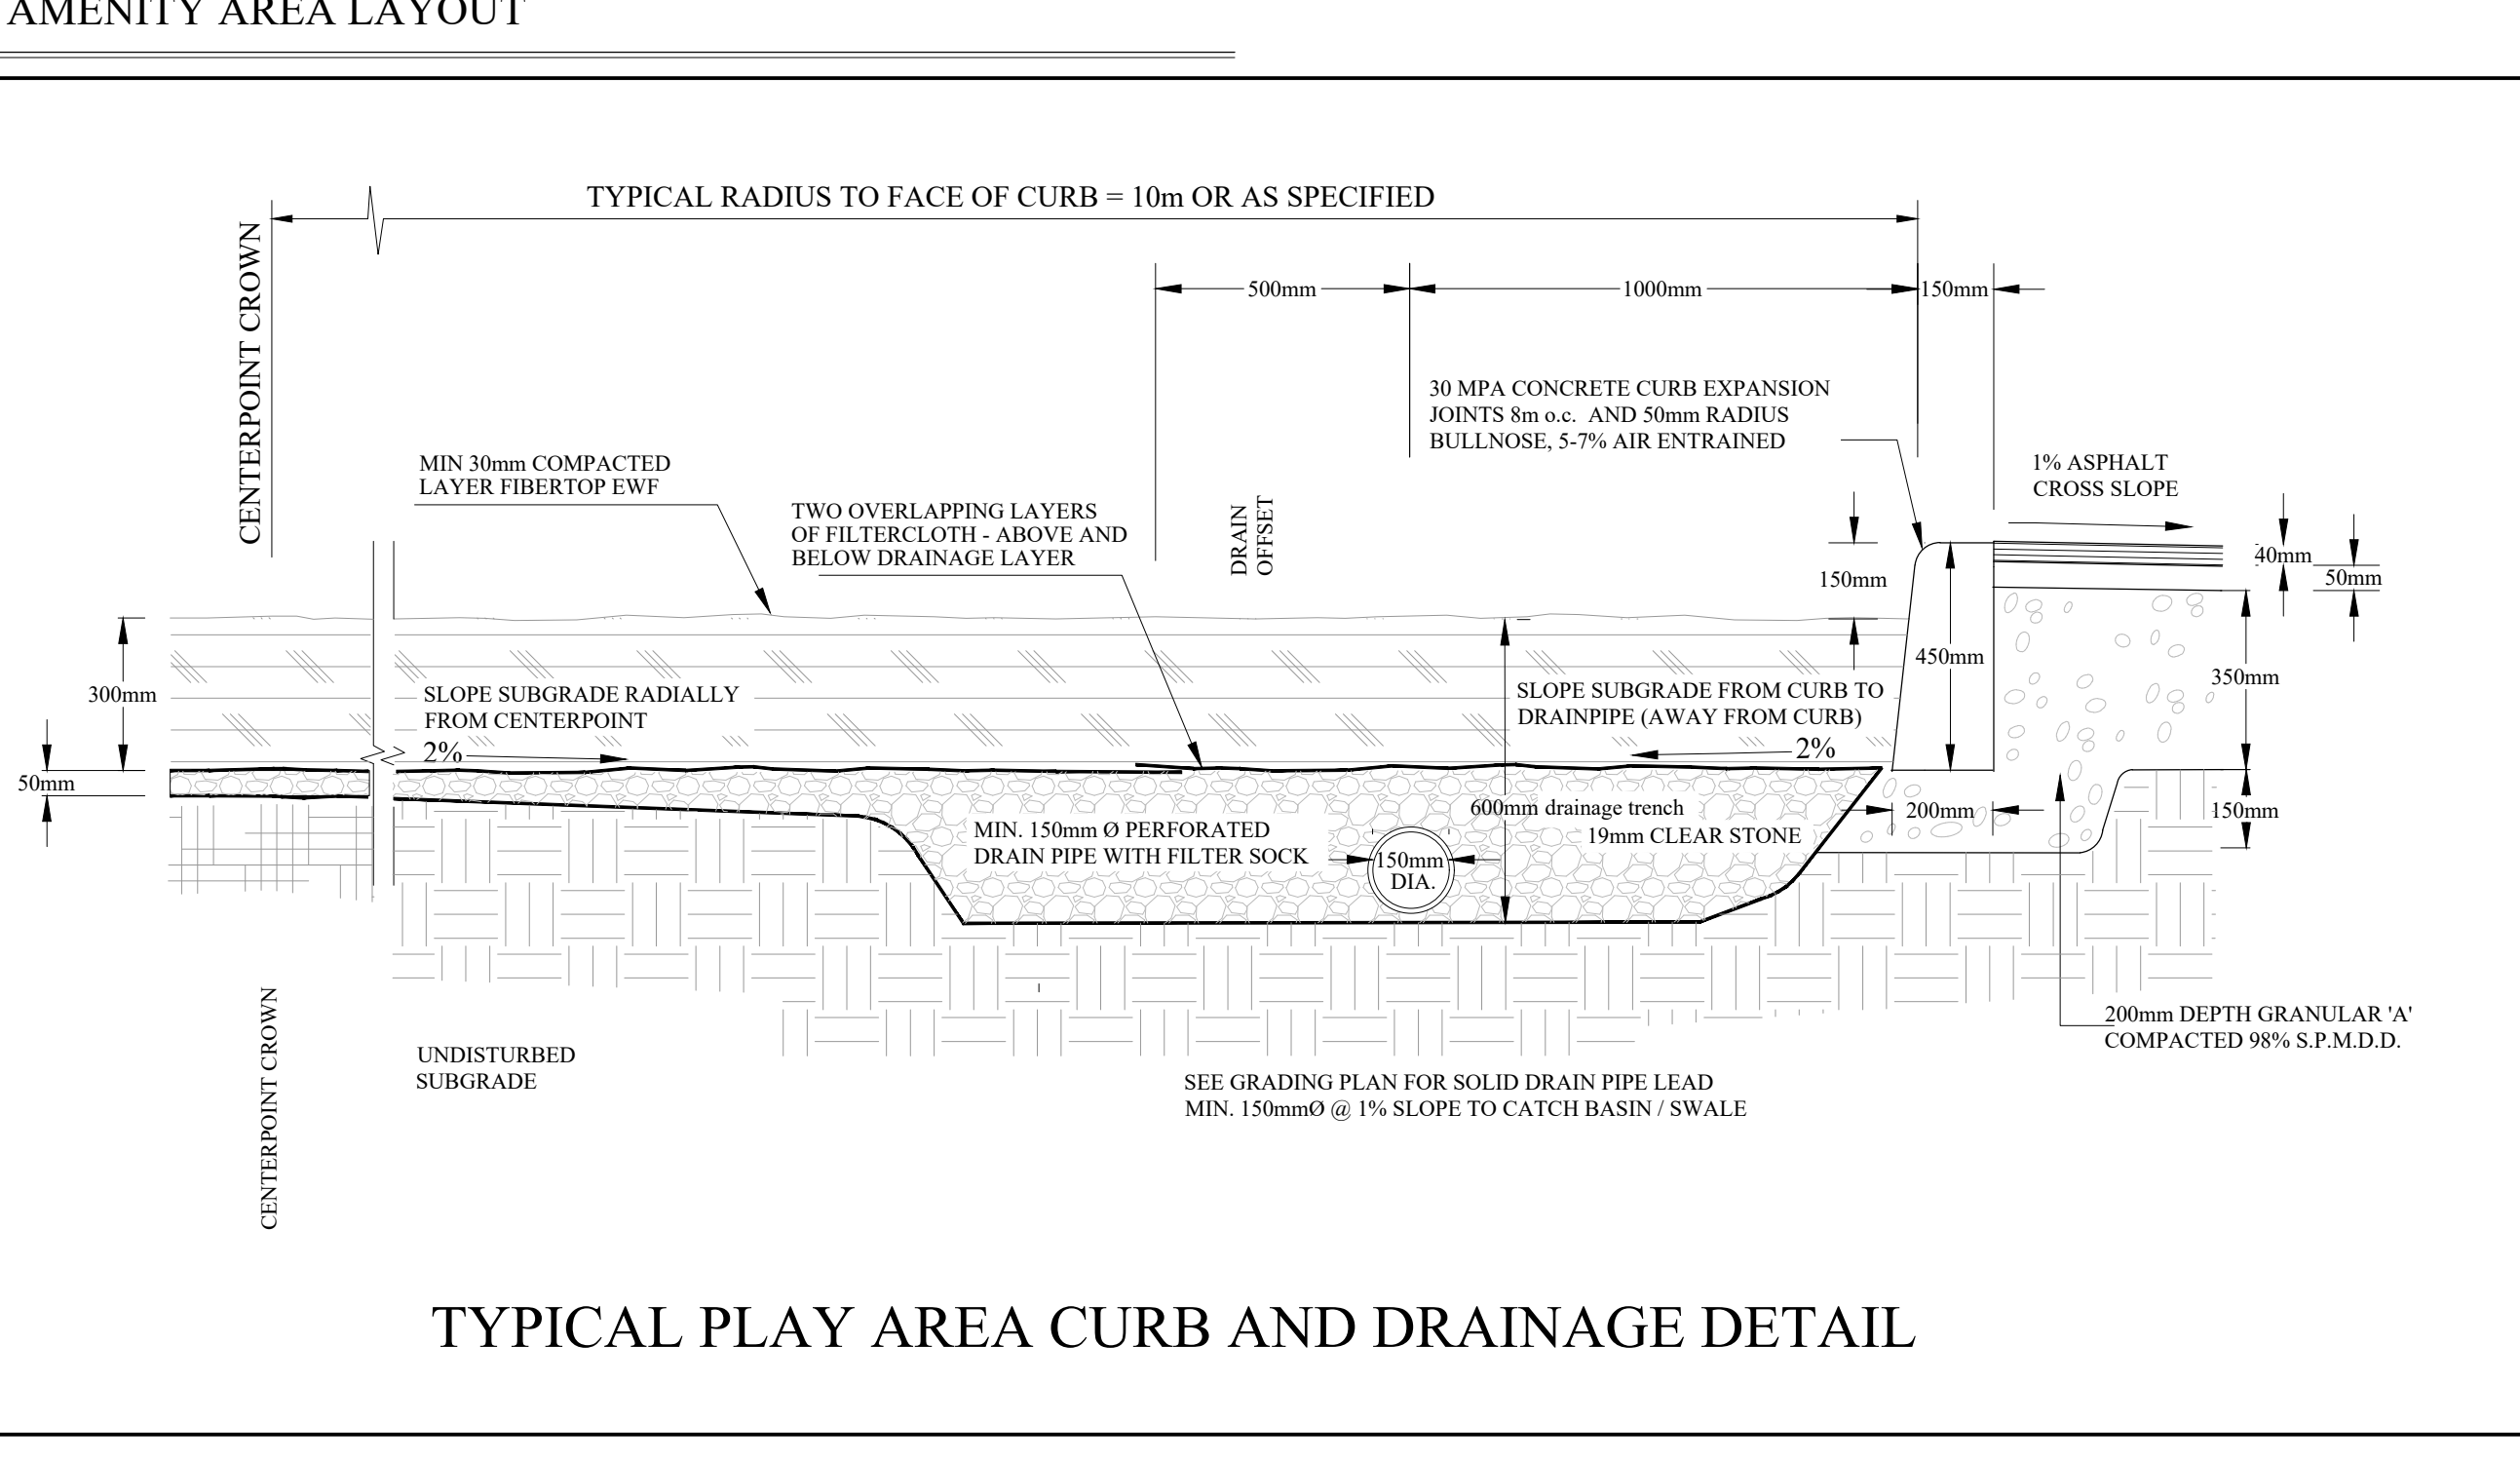 AMENITY AREA LAYOUT
TYPICAL RADIUS TO FACE OF CURB = 10m OR AS SPECIFIED
CENTERPOINT CROWN
500mm
1000mm
150mm
30 MPA CONCRETE CURB EXPANSION
JOINTS 8m o.c. AND 50mm RADIUS
BULLNOSE, 5-7% AIR ENTRAINED
MIN 30mm COMPACTED
LAYER FIBERTOP EWF
TWO OVERLAPPING LAYERS
OF FILTERCLOTH - ABOVE AND
BELOW DRAINAGE LAYER
DRAIN
OFFSET
1% ASPHALT
CROSS SLOPE
150mm
40mm
50mm
450mm
350mm
300mm
SLOPE SUBGRADE RADIALLY
FROM CENTERPOINT
2%
SLOPE SUBGRADE FROM CURB TO
DRAINPIPE (AWAY FROM CURB)
2%
50mm
600mm drainage trench
19mm CLEAR STONE
200mm
150mm
MIN. 150mm Ø PERFORATED
DRAIN PIPE WITH FILTER SOCK
150mm
DIA.
200mm DEPTH GRANULAR 'A'
COMPACTED 98% S.P.M.D.D.
CENTERPOINT CROWN
UNDISTURBED
SUBGRADE
SEE GRADING PLAN FOR SOLID DRAIN PIPE LEAD
MIN. 150mmØ @ 1% SLOPE TO CATCH BASIN / SWALE
TYPICAL PLAY AREA CURB AND DRAINAGE DETAIL